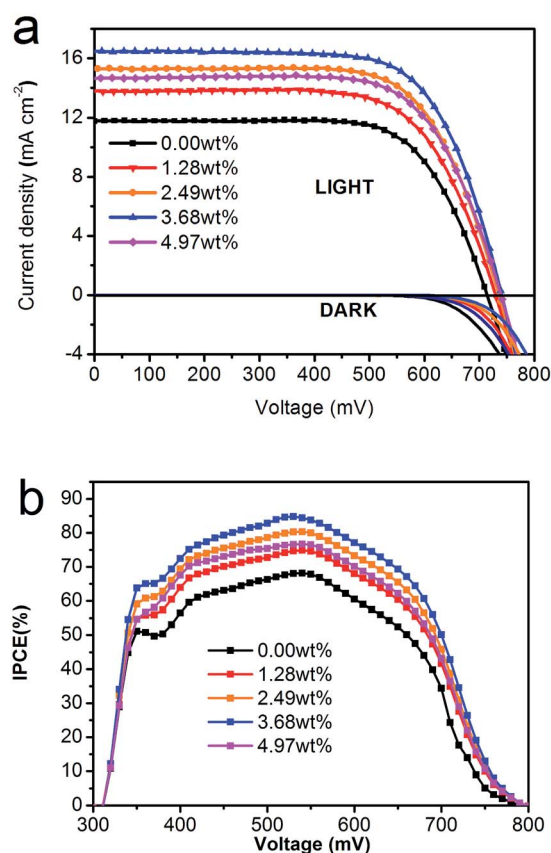 a
Current density (mA cm⁻²)
16
12
8
4
0
-4
0.00wt%
1.28wt%
2.49wt%
3.68wt%
4.97wt%
LIGHT
DARK
0 100 200 300 400 500 600 700 800
Voltage (mV)
b
IPCE(%)
90
80
70
60
50
40
30
20
10
0
0.00wt%
1.28wt%
2.49wt%
3.68wt%
4.97wt%
300 400 500 600 700 800
Voltage (mV)